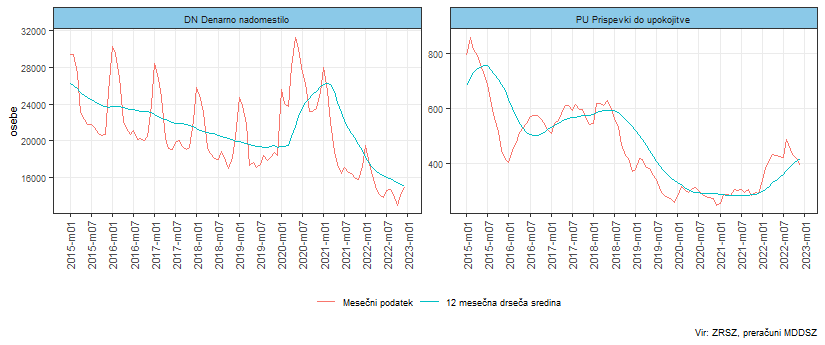 DN Denarno nadomestilo
PU Prispevki do upokojitve
osebe
32000
28000
24000
20000
16000
800
600
400
2015-m01
2015-m07
2016-m01
2016-m07
2017-m01
2017-m07
2018-m01
2018-m07
2019-m01
2019-m07
2020-m01
2020-m07
2021-m01
2021-m07
2022-m01
2022-m07
2023-m01
2015-m01
2015-m07
2016-m01
2016-m07
2017-m01
2017-m07
2018-m01
2018-m07
2019-m01
2019-m07
2020-m01
2020-m07
2021-m01
2021-m07
2022-m01
2022-m07
2023-m01
Mesečni podatek
12 mesečna drseča sredina
Vir: ZRSZ, preračuni MDDSZ